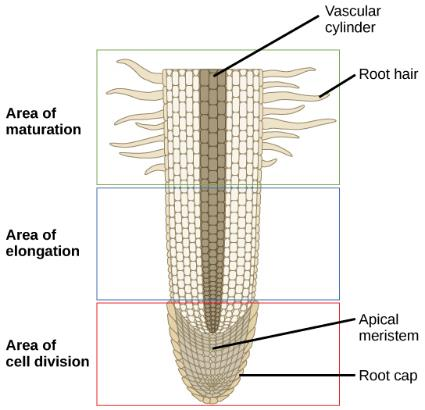 Vascular
cylinder
Root hair
Area of
maturation
Area of
elongation
Apical
meristem
Area of
cell division
Root cap